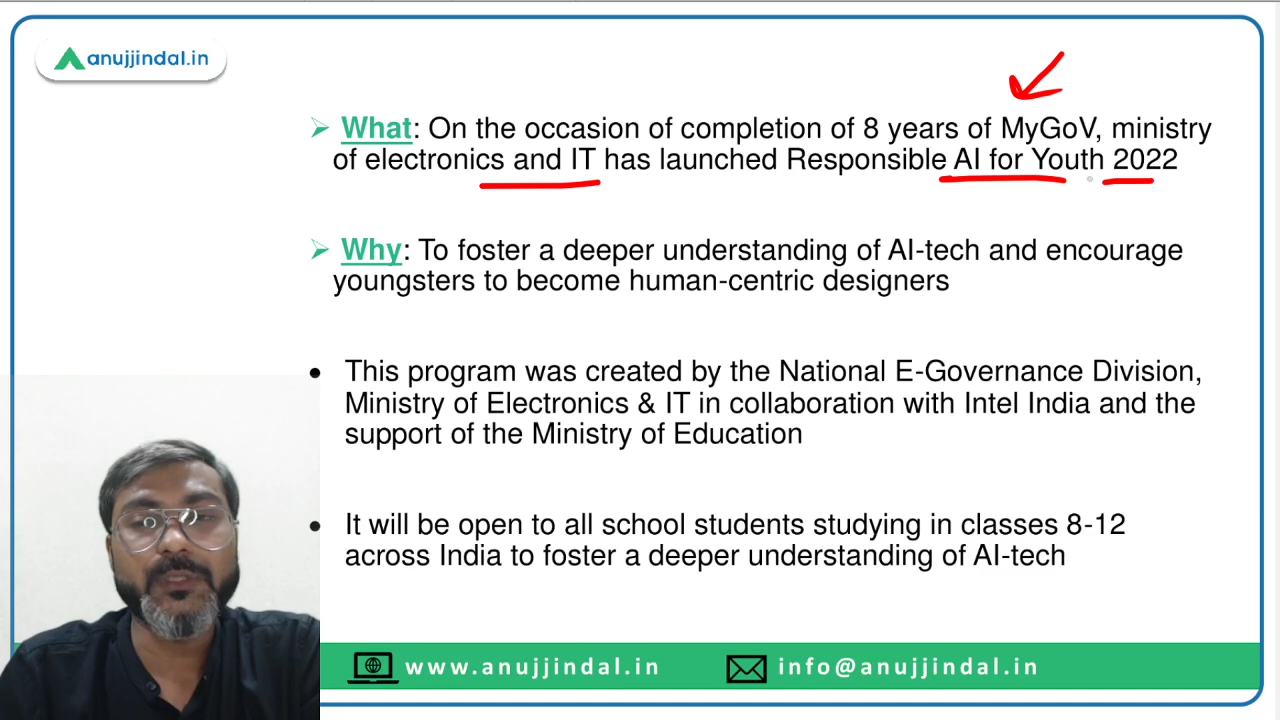 anujjindal.in
What: On the occasion of completion of 8 years of MyGoV, ministry
of electronics and IT has launched Responsible AI for Youth 2022
Why: To foster a deeper understanding of AI-tech and encourage
youngsters to become human-centric designers
This program was created by the National E-Governance Division,
Ministry of Electronics & IT in collaboration with Intel India and the
support of the Ministry of Education
It will be open to all school students studying in classes 8-12
across India to foster a deeper understanding of AI-tech
www.anujjindal.in info@anujjindal.in